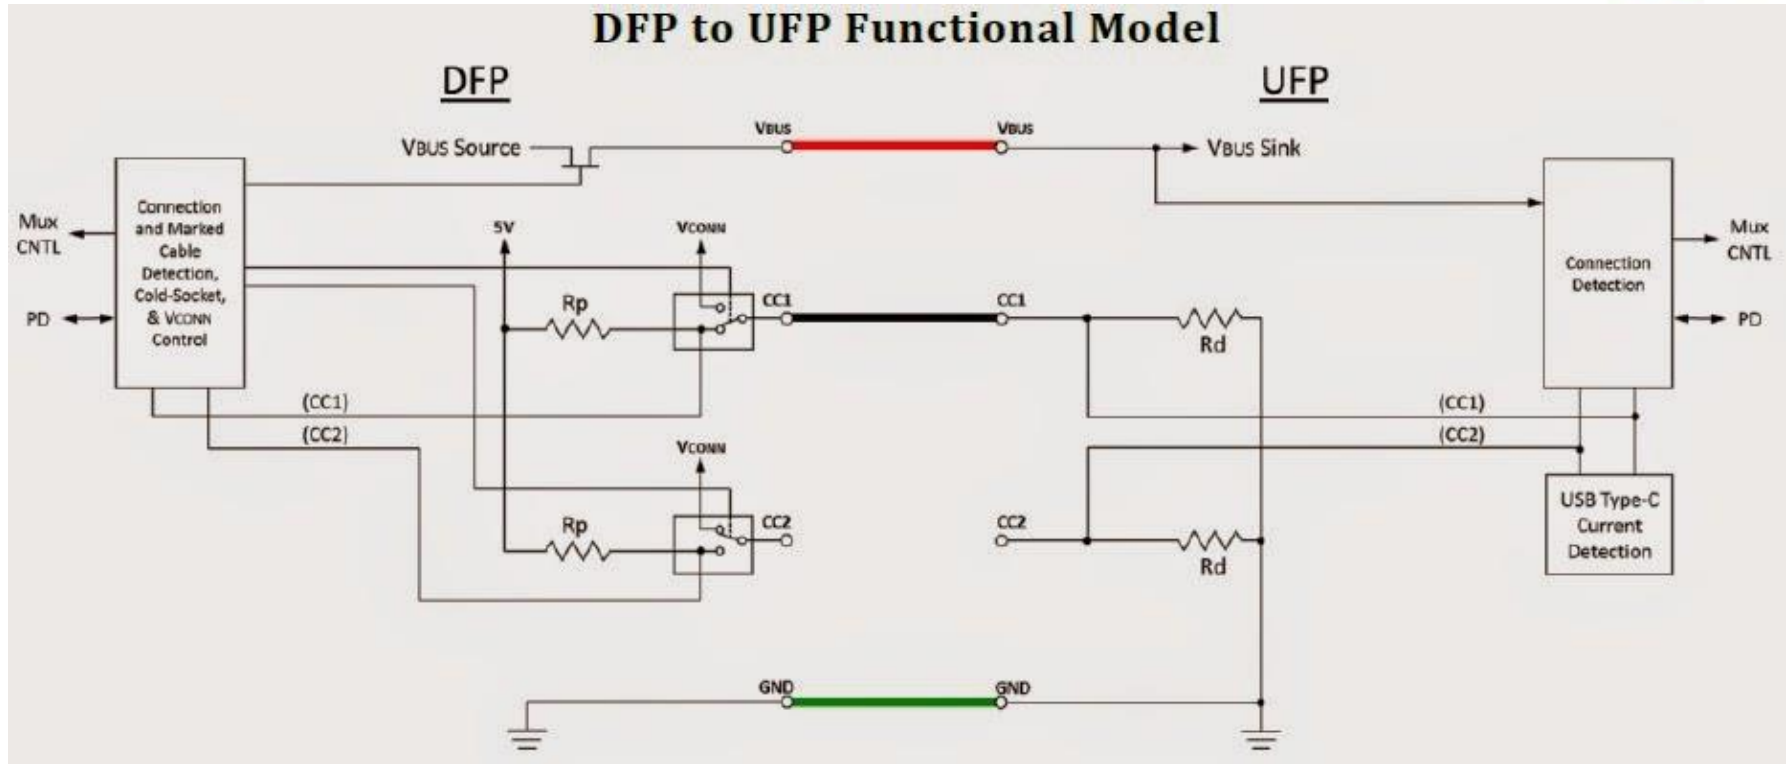 DFP to UFP Functional Model
DFP
UFP
VBUS
VBUS
VBUS Source
VBUS Sink
Connection
and Marked
Cable
Detection,
Cold-Socket,
& VCONN
Control
Mux
CNTL
PD
5V
VCONN
Rp
CC1
CC1
Rd
Connection
Detection
Mux
CNTL
PD
(CC1)
(CC2)
(CC1)
(CC2)
VCONN
Rp
CC2
CC2
Rd
USB Type-C
Current
Detection
GND
GND